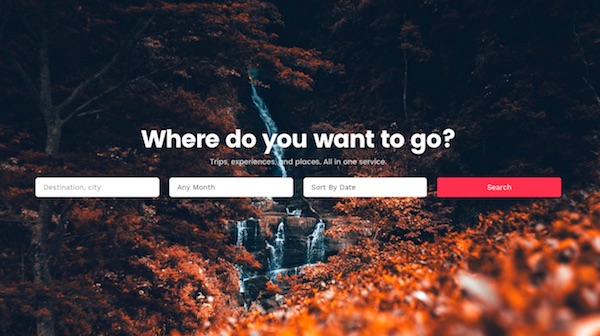 Where do you want to go?
Trips, experiences, and places. All in one service.
Destination, city
Any Month
Sort By Date
Search